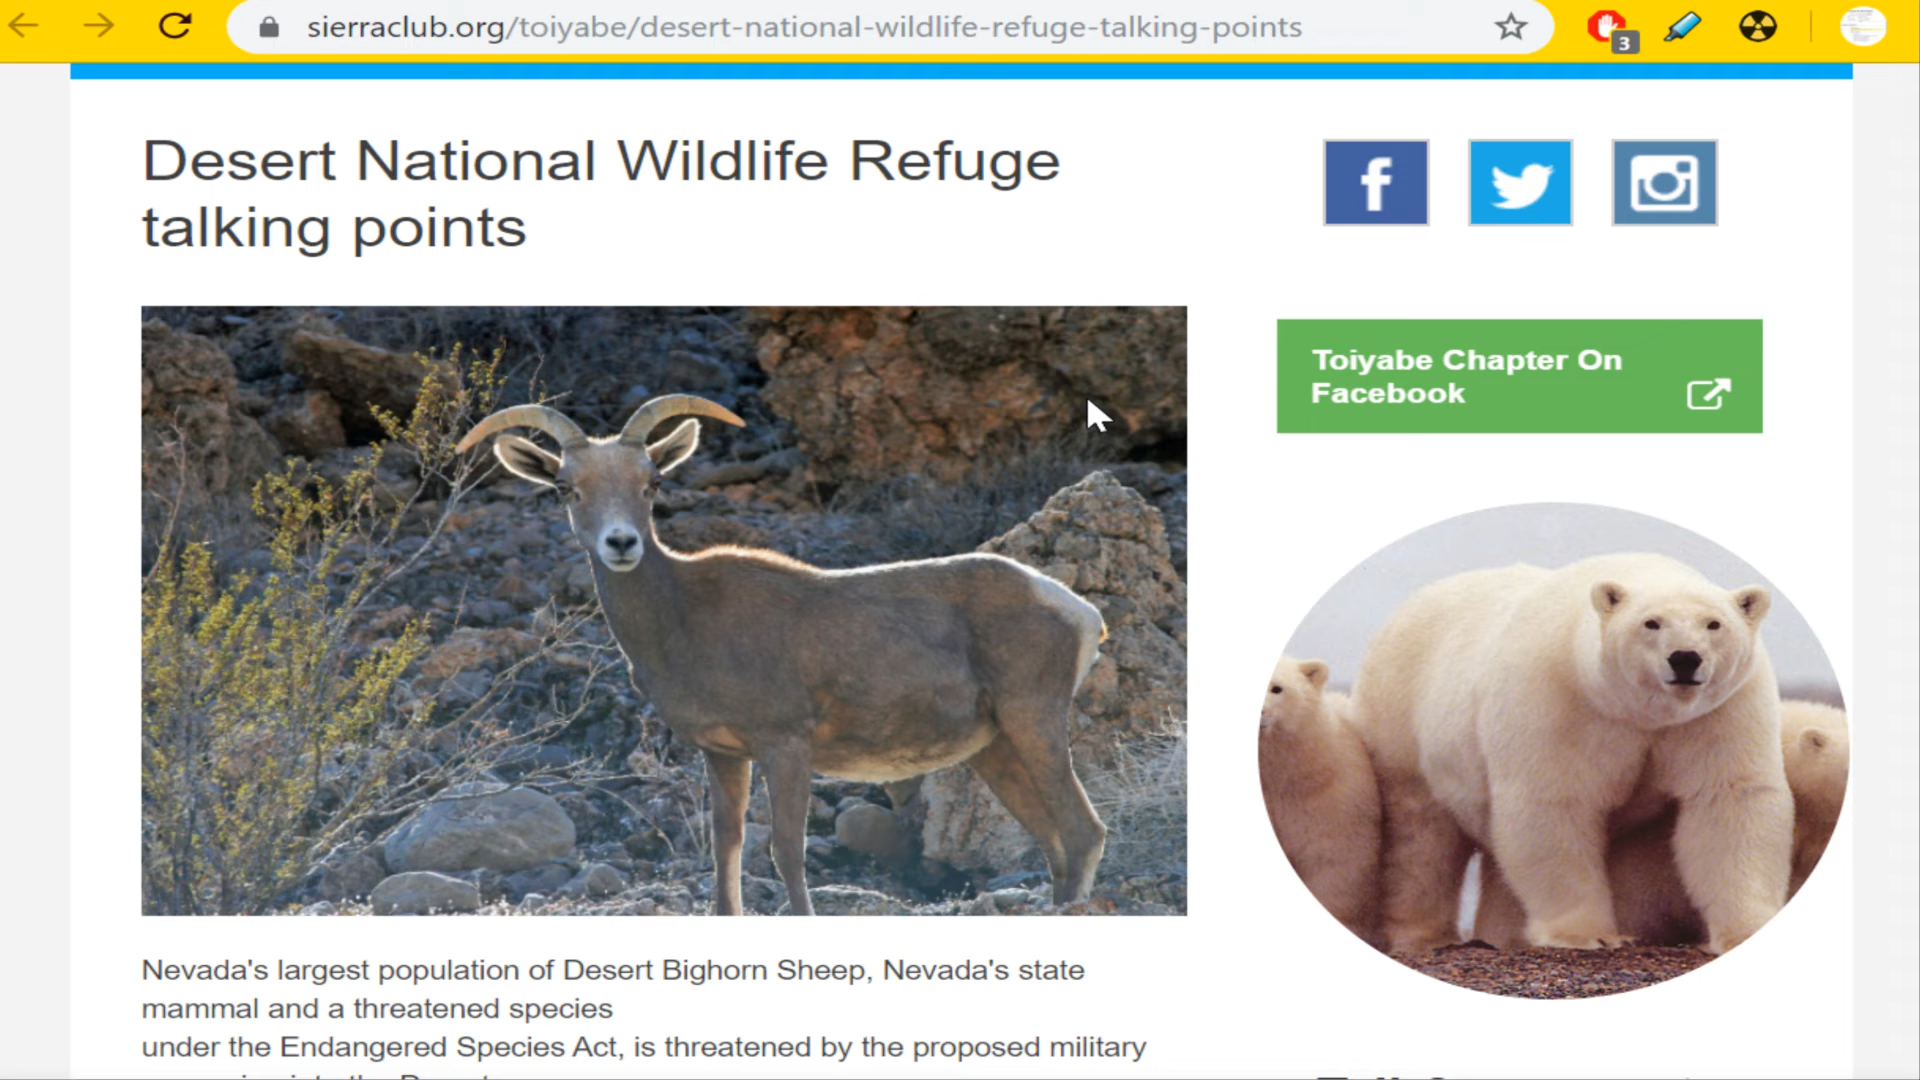 sierraclub.org/toiyabe/desert-national-wildlife-refuge-talking-points
3
Desert National Wildlife Refuge
talking points
Toiyabe Chapter On
Facebook
Nevada's largest population of Desert Bighorn Sheep, Nevada's state
mammal and a threatened species
under the Endangered Species Act, is threatened by the proposed military